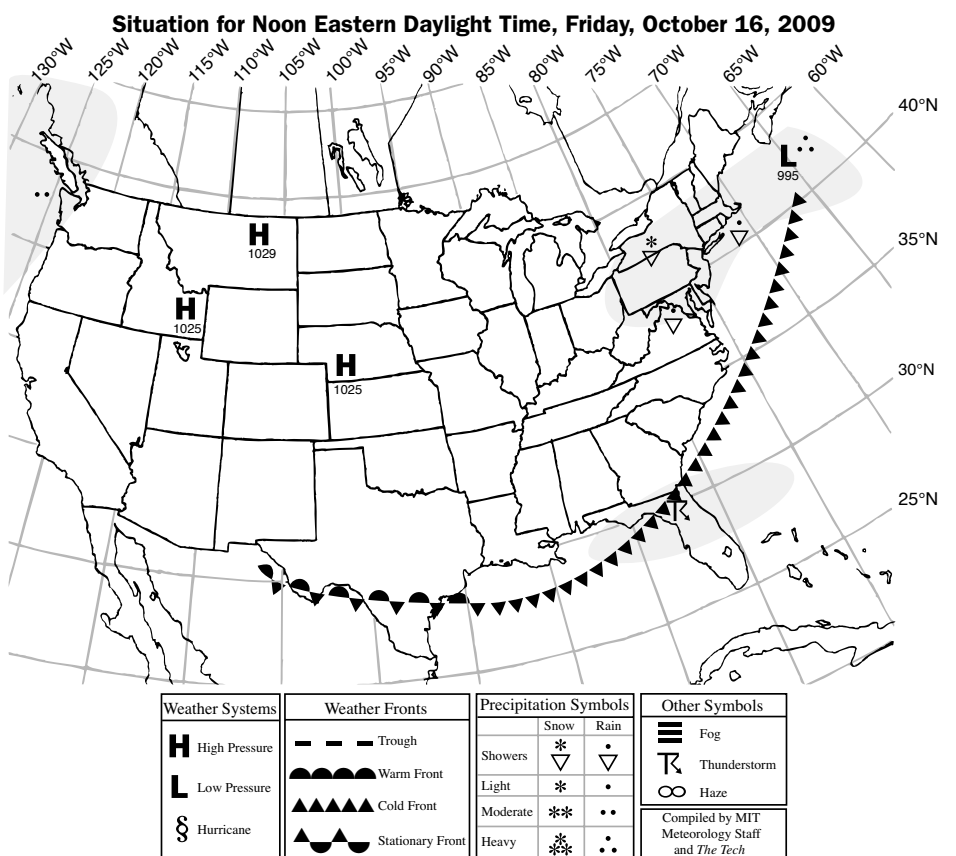 Situation for Noon Eastern Daylight Time, Friday, October 16, 2009
130°W 125°W 120°W 115°W 110°W 105°W 100°W 95°W 90°W 85°W 80°W 75°W 70°W 65°W 60°W
40°N
L
995
H
1029
35°N
H
1025
H
1025
30°N
25°N
Weather Systems
H High Pressure
L Low Pressure
§ Hurricane
Weather Fronts
Trough
Warm Front
Cold Front
Stationary Front
Precipitation Symbols
Snow Rain
Showers
Light
Moderate
Heavy
Other Symbols
Fog
Thunderstorm
Haze
Compiled by MIT
Meteorology Staff
and The Tech